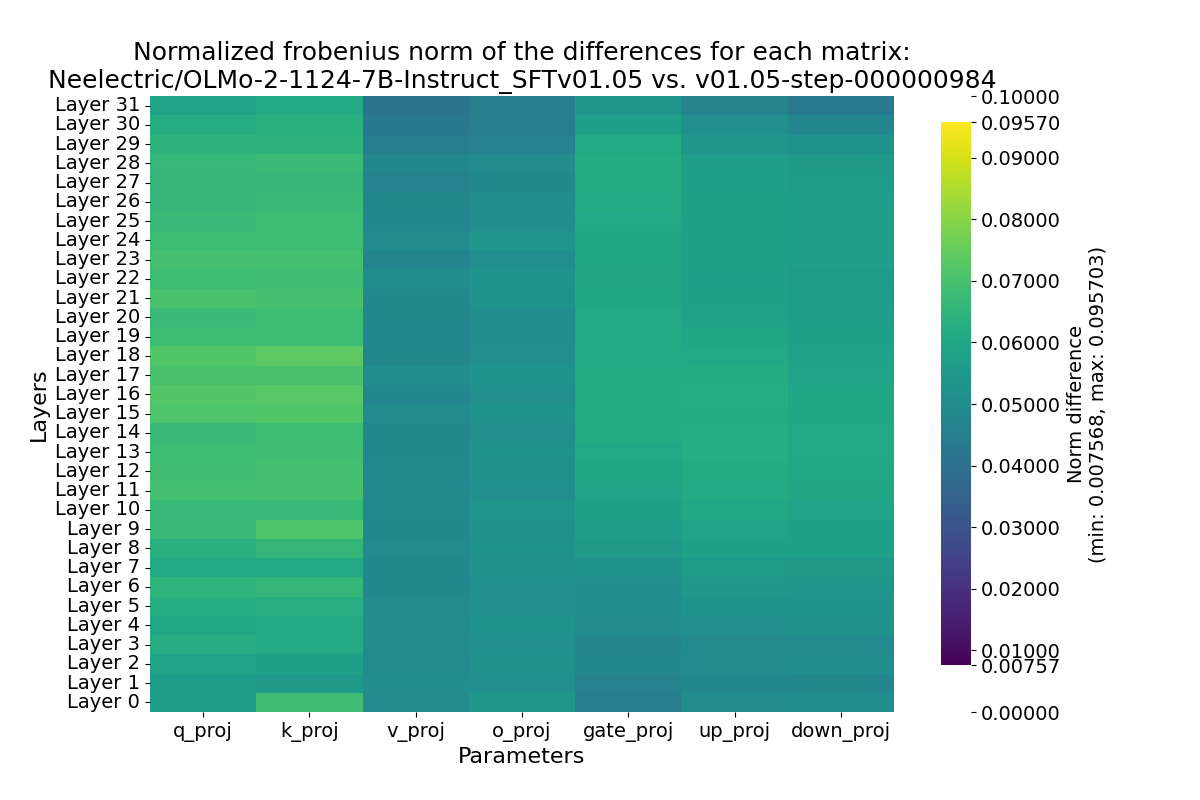 Normalized frobenius norm of the differences for each matrix:
Neelectric/OLMo-2-1124-7B-Instruct_SFTv01.05 vs. v01.05-step-000000984
Layers
Layer 31
Layer 30
Layer 29
Layer 28
Layer 27
Layer 26
Layer 25
Layer 24
Layer 23
Layer 22
Layer 21
Layer 20
Layer 19
Layer 18
Layer 17
Layer 16
Layer 15
Layer 14
Layer 13
Layer 12
Layer 11
Layer 10
Layer 9
Layer 8
Layer 7
Layer 6
Layer 5
Layer 4
Layer 3
Layer 2
Layer 1
Layer 0
q_proj k_proj v_proj o_proj gate_proj up_proj down_proj
Parameters
0.10000
0.09570
0.09000
0.08000
0.07000
0.06000
0.05000
0.04000
0.03000
0.02000
0.01000
0.00757
0.00000
Norm difference
(min: 0.007568, max: 0.095703)